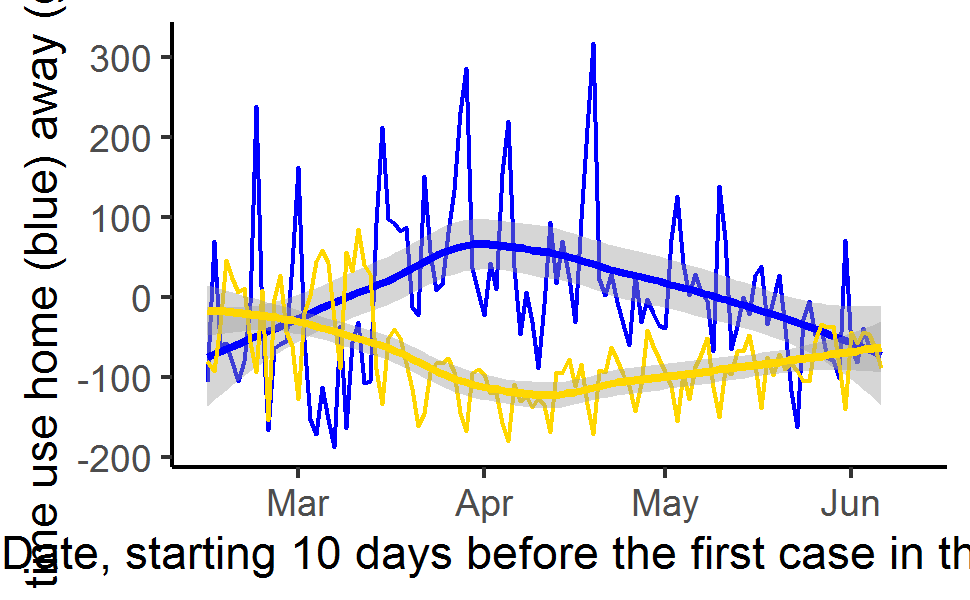 time use home (blue) away (
300
200
100
0
-100
-200
Mar Apr May Jun
Date, starting 10 days before the first case in th